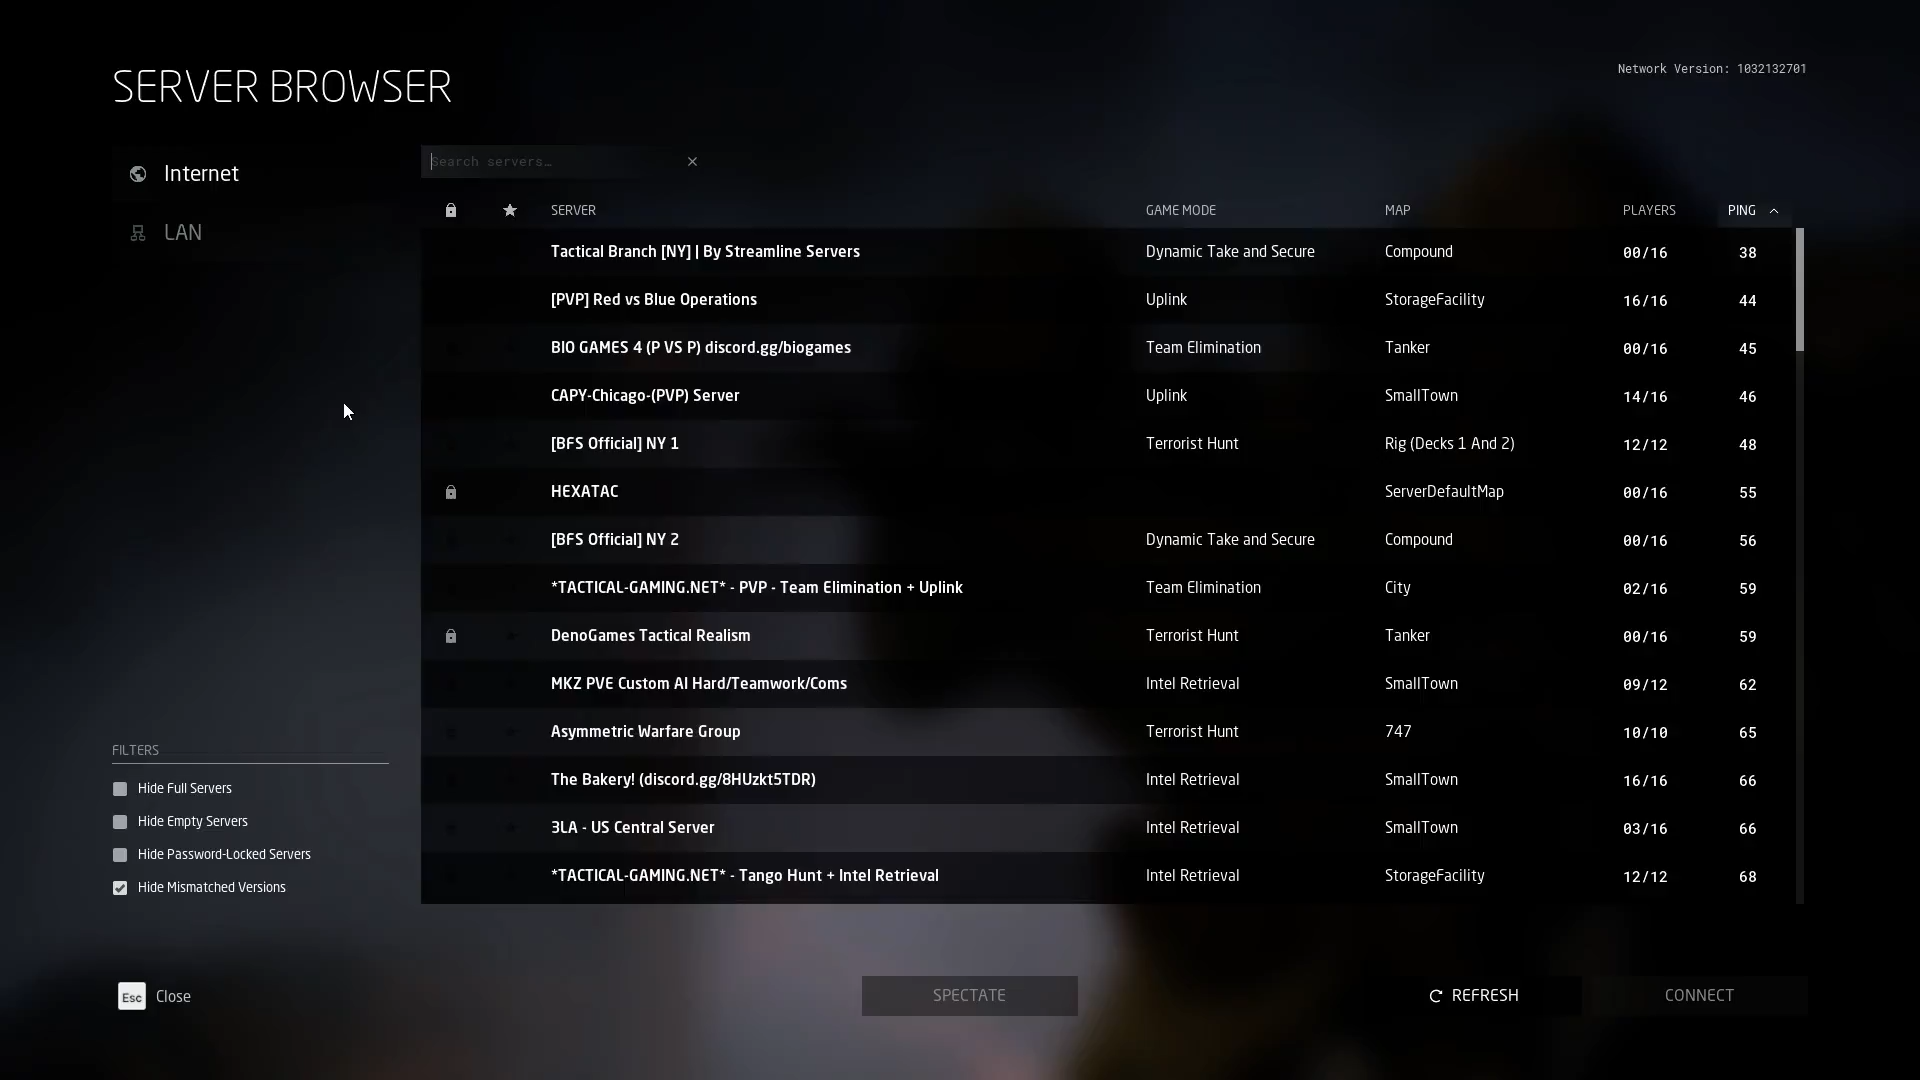 SERVER BROWSER
Network Version: 1032132701
Internet
LAN
Search servers…
SERVER GAME MODE MAP PLAYERS PING
Tactical Branch [NY] | By Streamline Servers Dynamic Take and Secure Compound 00/16 38
[PVP] Red vs Blue Operations Uplink StorageFacility 16/16 44
BIO GAMES 4 (P VS P) discord.gg/biogames Team Elimination Tanker 00/16 45
CAPY-Chicago-(PVP) Server Uplink SmallTown 14/16 46
[BFS Official] NY 1 Terrorist Hunt Rig (Decks 1 And 2) 12/12 48
HEXATAC ServerDefaultMap 00/16 55
[BFS Official] NY 2 Dynamic Take and Secure Compound 00/16 56
*TACTICAL-GAMING.NET* - PVP - Team Elimination + Uplink Team Elimination City 02/16 59
DenoGames Tactical Realism Terrorist Hunt Tanker 00/16 59
MKZ PVE Custom AI Hard/Teamwork/Coms Intel Retrieval SmallTown 09/12 62
Asymmetric Warfare Group Terrorist Hunt 747 10/10 65
The Bakery! (discord.gg/8HUzkt5TDR) Intel Retrieval SmallTown 16/16 66
3LA - US Central Server Intel Retrieval SmallTown 03/16 66
*TACTICAL-GAMING.NET* - Tango Hunt + Intel Retrieval Intel Retrieval StorageFacility 12/12 68
FILTERS
Hide Full Servers
Hide Empty Servers
Hide Password-Locked Servers
Hide Mismatched Versions
Esc Close
SPECTATE
REFRESH
CONNECT